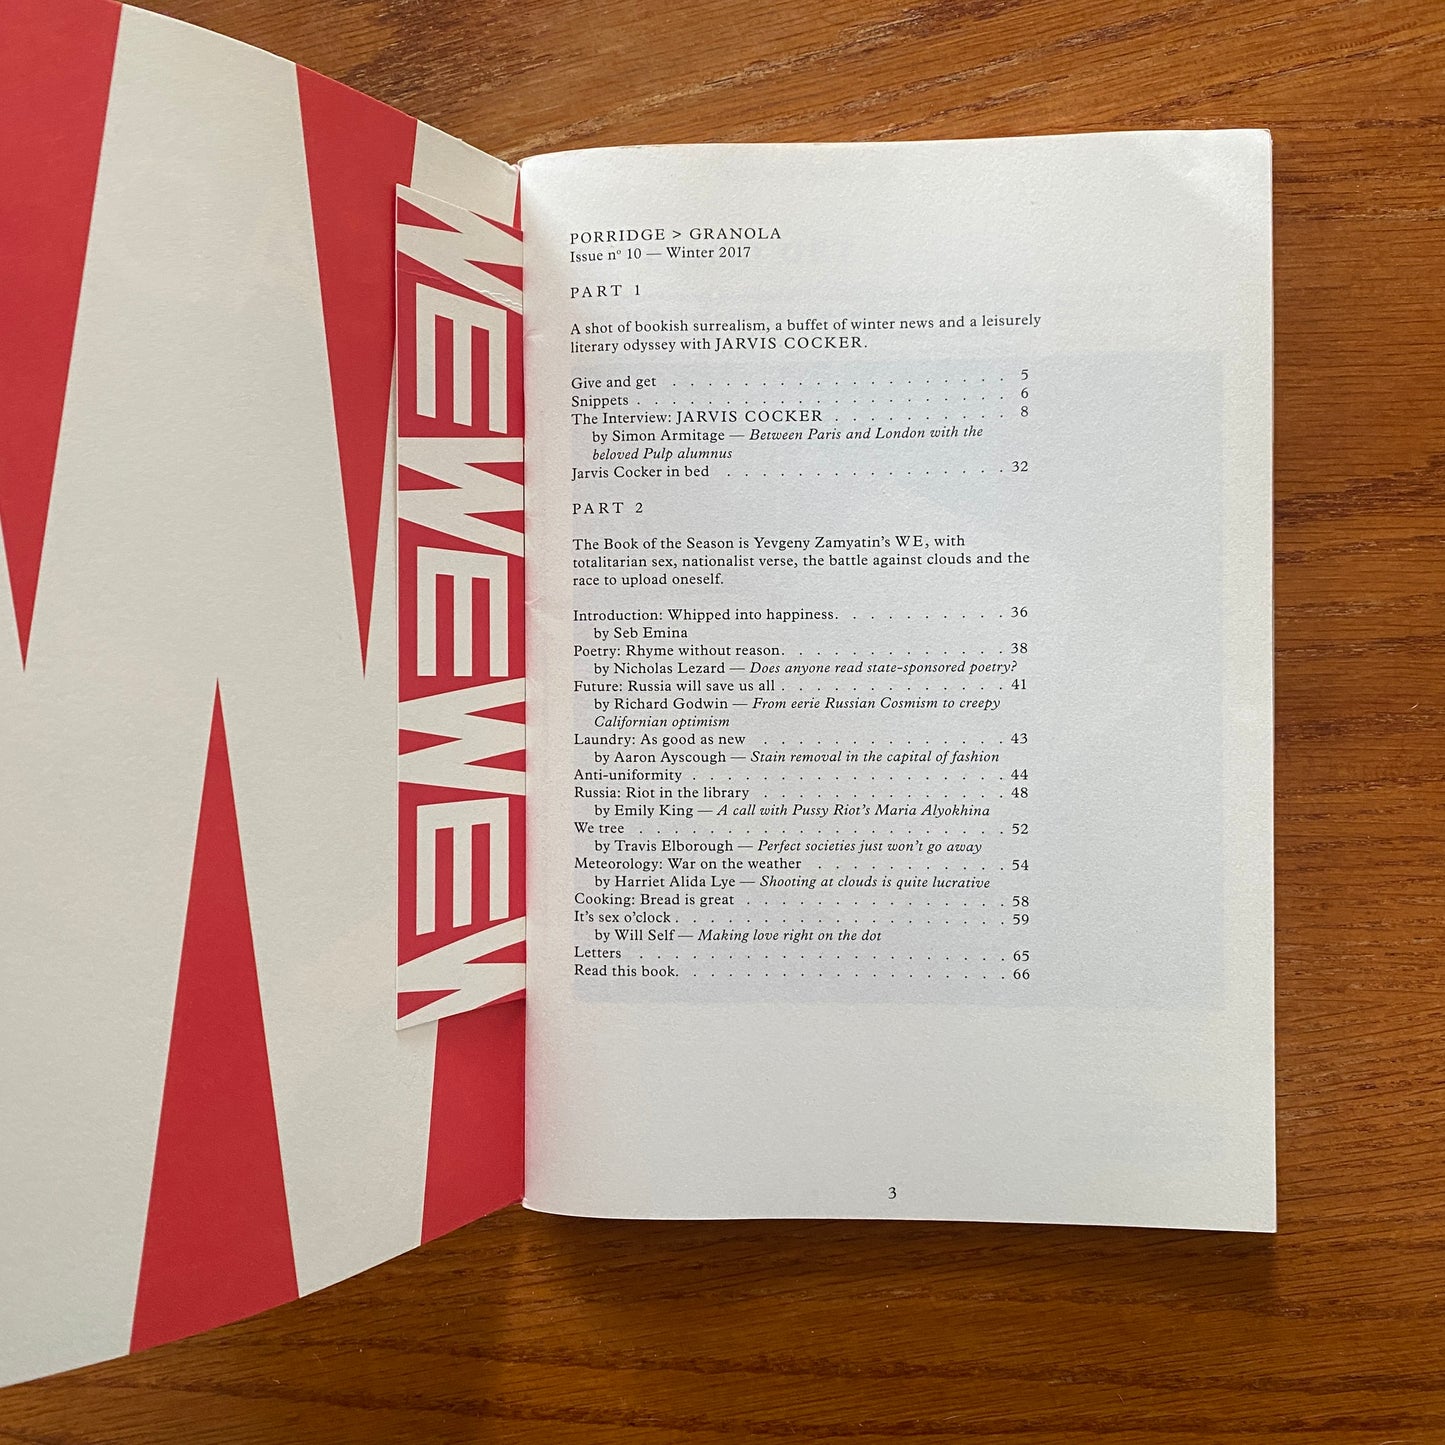 WEWEWEW
PORRIDGE > GRANOLA
Issue nº 10 — Winter 2017
PART 1
A shot of bookish surrealism, a buffet of winter news and a leisurely
literary odyssey with JARVIS COCKER.
Give and get . . . . . . . . . . . . . . . . . . . 5
Snippets . . . . . . . . . . . . . . . . . . . . . 6
The Interview: JARVIS COCKER . . . . . . . . . 8
by Simon Armitage — Between Paris and London with the
beloved Pulp alumnus
Jarvis Cocker in bed . . . . . . . . . . . . . . . . 32
PART 2
The Book of the Season is Yevgeny Zamyatin's WE, with
totalitarian sex, nationalist verse, the battle against clouds and the
race to upload oneself.
Introduction: Whipped into happiness. . . . . . . . . 36
by Seb Emina
Poetry: Rhyme without reason. . . . . . . . . . . . 38
by Nicholas Lezard — Does anyone read state-sponsored poetry?
Future: Russia will save us all . . . . . . . . . . . . 41
by Richard Godwin — From eerie Russian Cosmism to creepy
Californian optimism
Laundry: As good as new . . . . . . . . . . . . . 43
by Aaron Ayscough — Stain removal in the capital of fashion
Anti-uniformity . . . . . . . . . . . . . . . . . . 44
Russia: Riot in the library . . . . . . . . . . . . . 48
by Emily King — A call with Pussy Riot's Maria Alyokhina
We tree . . . . . . . . . . . . . . . . . . . . . 52
by Travis Elborough — Perfect societies just won't go away
Meteorology: War on the weather . . . . . . . . . . 54
by Harriet Alida Lye — Shooting at clouds is quite lucrative
Cooking: Bread is great . . . . . . . . . . . . . . 58
It's sex o'clock . . . . . . . . . . . . . . . . . . . 59
by Will Self — Making love right on the dot
Letters . . . . . . . . . . . . . . . . . . . . . 65
Read this book. . . . . . . . . . . . . . . . . . . 66
3